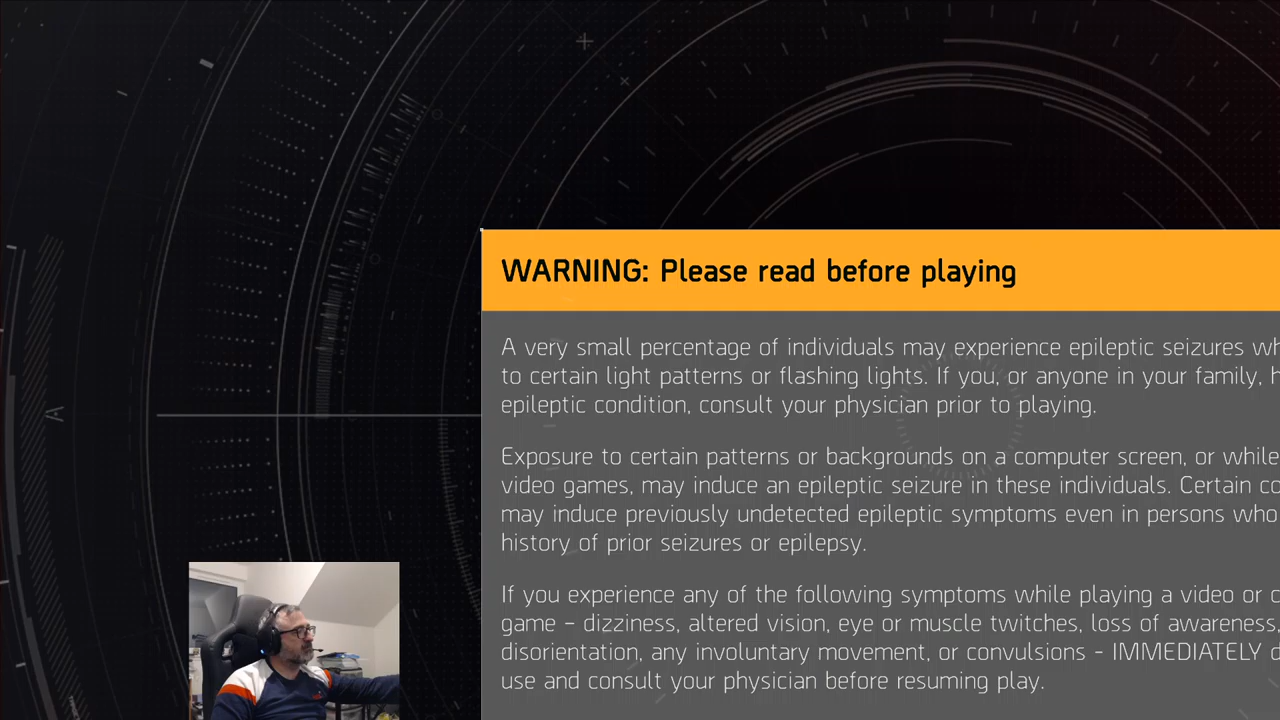 WARNING: Please read before playing
A very small percentage of individuals may experience epileptic seizures wh
to certain light patterns or flashing lights. If you, or anyone in your family, h
epileptic condition, consult your physician prior to playing.
Exposure to certain patterns or backgrounds on a computer screen, or while
video games, may induce an epileptic seizure in these individuals. Certain co
may induce previously undetected epileptic symptoms even in persons who
history of prior seizures or epilepsy.
If you experience any of the following symptoms while playing a video or c
game – dizziness, altered vision, eye or muscle twitches, loss of awareness,
disorientation, any involuntary movement, or convulsions – IMMEDIATELY d
use and consult your physician before resuming play.
A